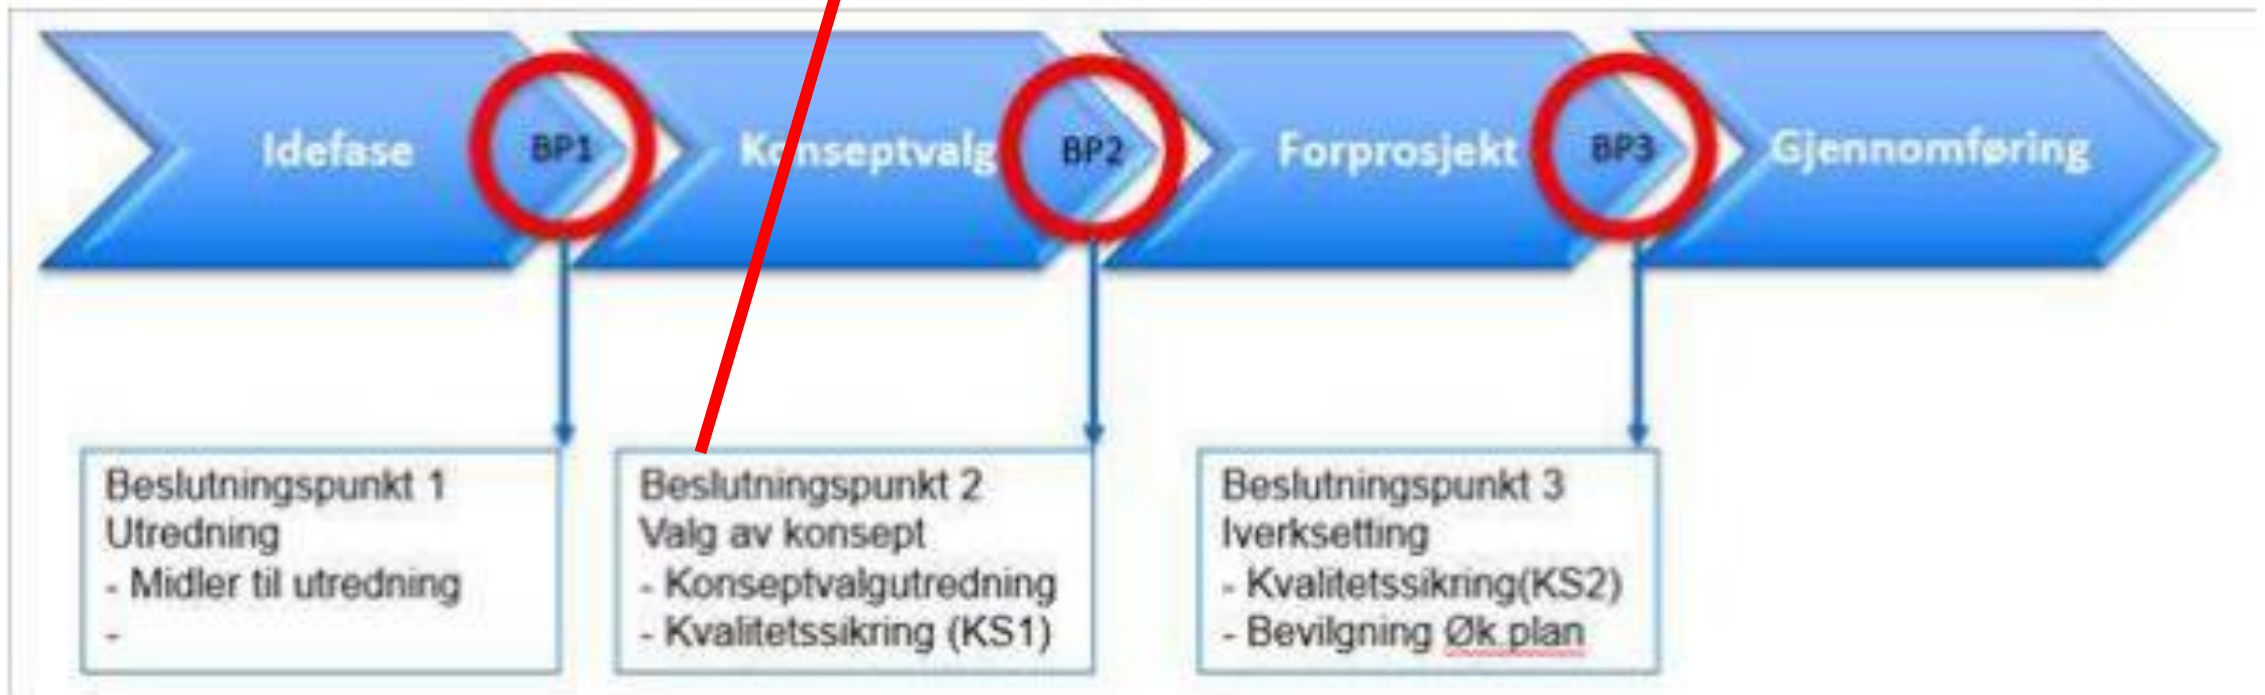 Idefase
BP1
Konseptvalg
BP2
Forprosjekt
BP3
Gjennomføring
Beslutningspunkt 1
Utredning
- Midler til utredning
-
Beslutningspunkt 2
Valg av konsept
- Konseptvalgutredning
- Kvalitetssikring (KS1)
Beslutningspunkt 3
Iverksetting
- Kvalitetssikring(KS2)
- Bevilgning Øk plan